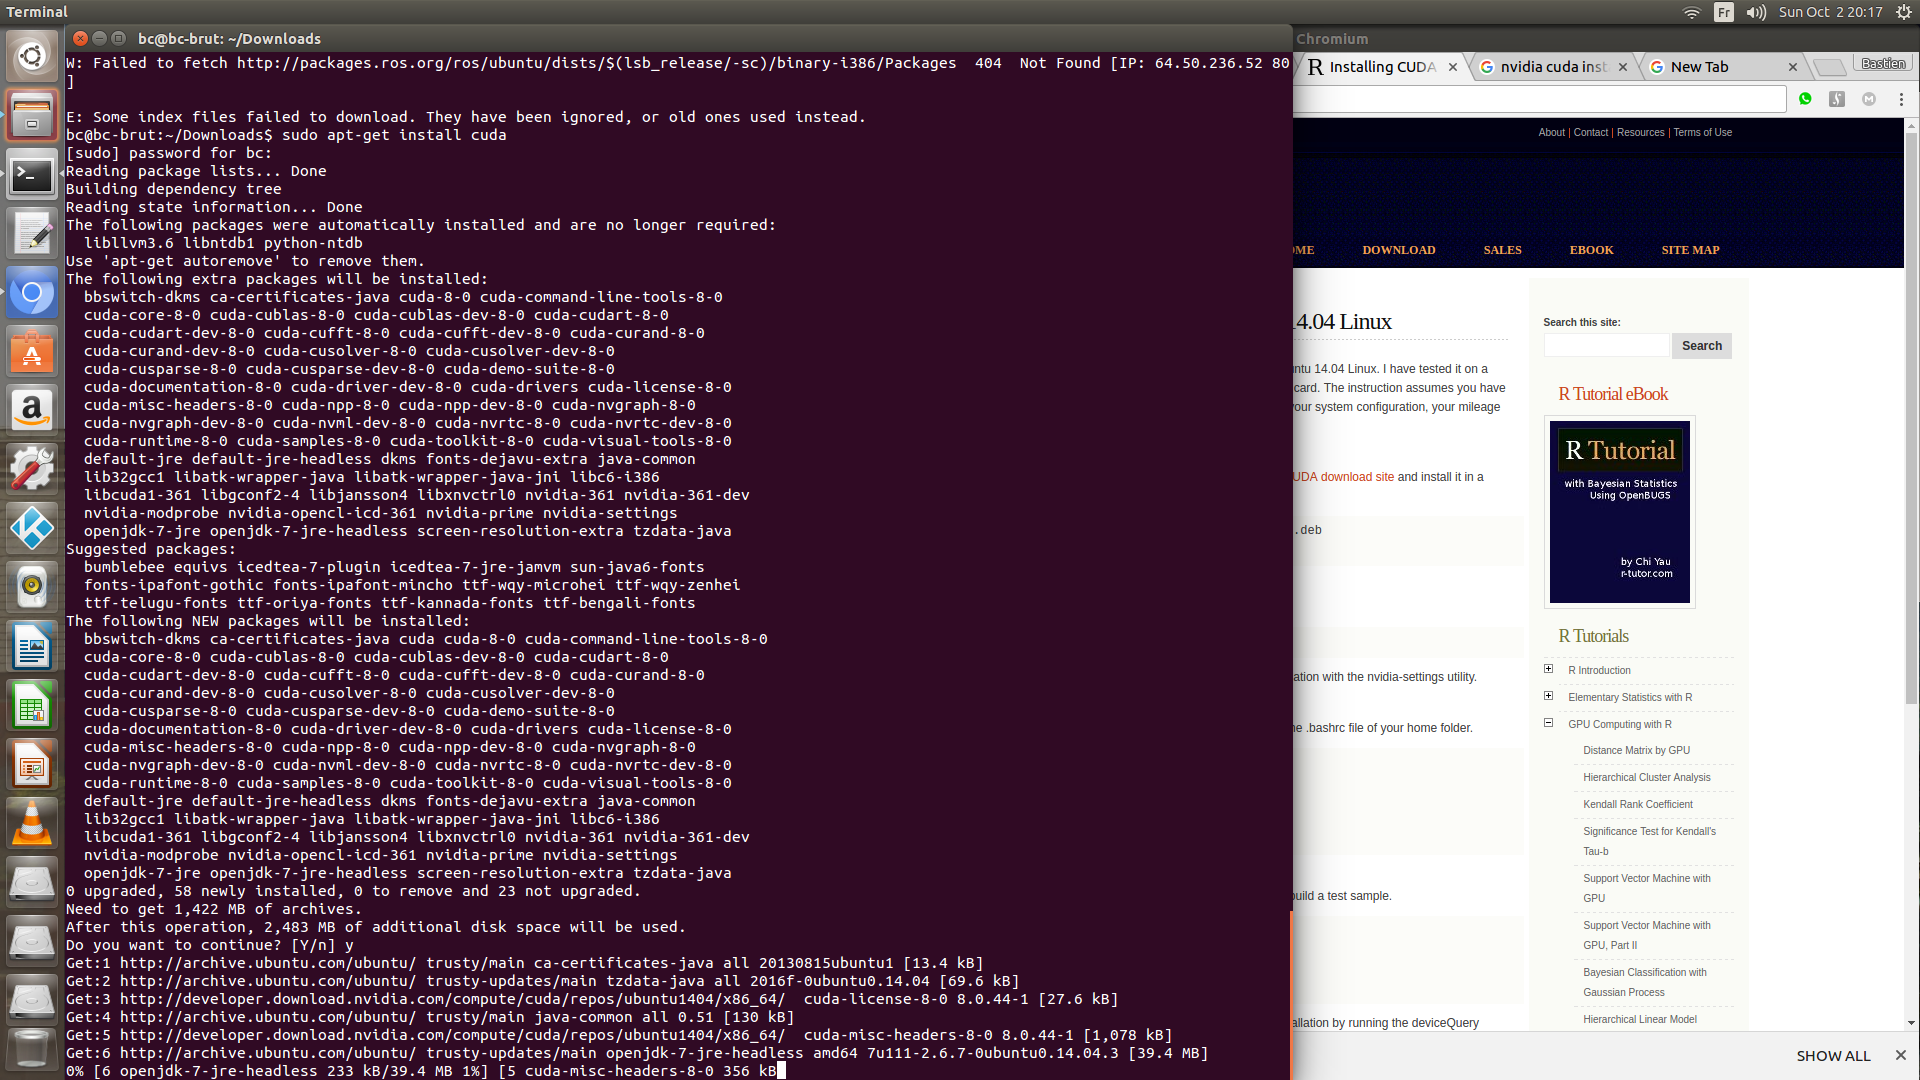 Terminal
Fr
Sun Oct 2 20:17
bc@bc-brut: ~/Downloads
W: Failed to fetch http://packages.ros.org/ros/ubuntu/dists/$(lsb_release/-sc)/binary-i386/Packages  404  Not Found [IP: 64.50.236.52 80
]
E: Some index files failed to download. They have been ignored, or old ones used instead.
bc@bc-brut:~/Downloads$ sudo apt-get install cuda
[sudo] password for bc:
Reading package lists... Done
Building dependency tree
Reading state information... Done
The following packages were automatically installed and are no longer required:
  libllvm3.6 libntdb1 python-ntdb
Use 'apt-get autoremove' to remove them.
The following extra packages will be installed:
  bbswitch-dkms ca-certificates-java cuda-8-0 cuda-command-line-tools-8-0
  cuda-core-8-0 cuda-cublas-8-0 cuda-cublas-dev-8-0 cuda-cudart-8-0
  cuda-cudart-dev-8-0 cuda-cufft-8-0 cuda-cufft-dev-8-0 cuda-curand-8-0
  cuda-curand-dev-8-0 cuda-cusolver-8-0 cuda-cusolver-dev-8-0
  cuda-cusparse-8-0 cuda-cusparse-dev-8-0 cuda-demo-suite-8-0
  cuda-documentation-8-0 cuda-driver-dev-8-0 cuda-drivers cuda-license-8-0
  cuda-misc-headers-8-0 cuda-npp-8-0 cuda-npp-dev-8-0 cuda-nvgraph-8-0
  cuda-nvgraph-dev-8-0 cuda-nvml-dev-8-0 cuda-nvrtc-8-0 cuda-nvrtc-dev-8-0
  cuda-runtime-8-0 cuda-samples-8-0 cuda-toolkit-8-0 cuda-visual-tools-8-0
  default-jre default-jre-headless dkms fonts-dejavu-extra java-common
  lib32gcc1 libatk-wrapper-java libatk-wrapper-java-jni libc6-i386
  libcuda1-361 libgconf2-4 libjansson4 libxnvctrl0 nvidia-361 nvidia-361-dev
  nvidia-modprobe nvidia-opencl-icd-361 nvidia-prime nvidia-settings
  openjdk-7-jre openjdk-7-jre-headless screen-resolution-extra tzdata-java
Suggested packages:
  bumblebee equivs icedtea-7-plugin icedtea-7-jre-jamvm sun-java6-fonts
  fonts-ipafont-gothic fonts-ipafont-mincho ttf-wqy-microhei ttf-wqy-zenhei
  ttf-telugu-fonts ttf-oriya-fonts ttf-kannada-fonts ttf-bengali-fonts
The following NEW packages will be installed:
  bbswitch-dkms ca-certificates-java cuda cuda-8-0 cuda-command-line-tools-8-0
  cuda-core-8-0 cuda-cublas-8-0 cuda-cublas-dev-8-0 cuda-cudart-8-0
  cuda-cudart-dev-8-0 cuda-cufft-8-0 cuda-cufft-dev-8-0 cuda-curand-8-0
  cuda-curand-dev-8-0 cuda-cusolver-8-0 cuda-cusolver-dev-8-0
  cuda-cusparse-8-0 cuda-cusparse-dev-8-0 cuda-demo-suite-8-0
  cuda-documentation-8-0 cuda-driver-dev-8-0 cuda-drivers cuda-license-8-0
  cuda-misc-headers-8-0 cuda-npp-8-0 cuda-npp-dev-8-0 cuda-nvgraph-8-0
  cuda-nvgraph-dev-8-0 cuda-nvml-dev-8-0 cuda-nvrtc-8-0 cuda-nvrtc-dev-8-0
  cuda-runtime-8-0 cuda-samples-8-0 cuda-toolkit-8-0 cuda-visual-tools-8-0
  default-jre default-jre-headless dkms fonts-dejavu-extra java-common
  lib32gcc1 libatk-wrapper-java libatk-wrapper-java-jni libc6-i386
  libcuda1-361 libgconf2-4 libjansson4 libxnvctrl0 nvidia-361 nvidia-361-dev
  nvidia-modprobe nvidia-opencl-icd-361 nvidia-prime nvidia-settings
  openjdk-7-jre openjdk-7-jre-headless screen-resolution-extra tzdata-java
0 upgraded, 58 newly installed, 0 to remove and 23 not upgraded.
Need to get 1,422 MB of archives.
After this operation, 2,483 MB of additional disk space will be used.
Do you want to continue? [Y/n] y
Get:1 http://archive.ubuntu.com/ubuntu/ trusty/main ca-certificates-java all 20130815ubuntu1 [13.4 kB]
Get:2 http://archive.ubuntu.com/ubuntu/ trusty-updates/main tzdata-java all 2016f-0ubuntu0.14.04 [69.6 kB]
Get:3 http://developer.download.nvidia.com/compute/cuda/repos/ubuntu1404/x86_64/  cuda-license-8-0 8.0.44-1 [27.6 kB]
Get:4 http://archive.ubuntu.com/ubuntu/ trusty/main java-common all 0.51 [130 kB]
Get:5 http://developer.download.nvidia.com/compute/cuda/repos/ubuntu1404/x86_64/  cuda-misc-headers-8-0 8.0.44-1 [1,078 kB]
Get:6 http://archive.ubuntu.com/ubuntu/ trusty-updates/main openjdk-7-jre-headless amd64 7u111-2.6.7-0ubuntu0.14.04.3 [39.4 MB]
0% [6 openjdk-7-jre-headless 233 kB/39.4 MB 1%] [5 cuda-misc-headers-8-0 356 kB
Chromium
R Installing CUDA
nvidia cuda inst
New Tab
Bastien
About | Contact | Resources | Terms of Use
OME DOWNLOAD SALES EBOOK SITE MAP
14.04 Linux
untu 14.04 Linux. I have tested it on a
card. The instruction assumes you have
your system configuration, your mileage
UDA download site and install it in a
.deb
ation with the nvidia-settings utility.
he .bashrc file of your home folder.
build a test sample.
allation by running the deviceQuery
Search this site:
Search
R Tutorial eBook
R Tutorial
with Bayesian Statistics
Using OpenBUGS
by Chi Yau
r-tutor.com
R Tutorials
R Introduction
Elementary Statistics with R
GPU Computing with R
Distance Matrix by GPU
Hierarchical Cluster Analysis
Kendall Rank Coefficient
Significance Test for Kendall's
Tau-b
Support Vector Machine with
GPU
Support Vector Machine with
GPU, Part II
Bayesian Classification with
Gaussian Process
Hierarchical Linear Model
SHOW ALL